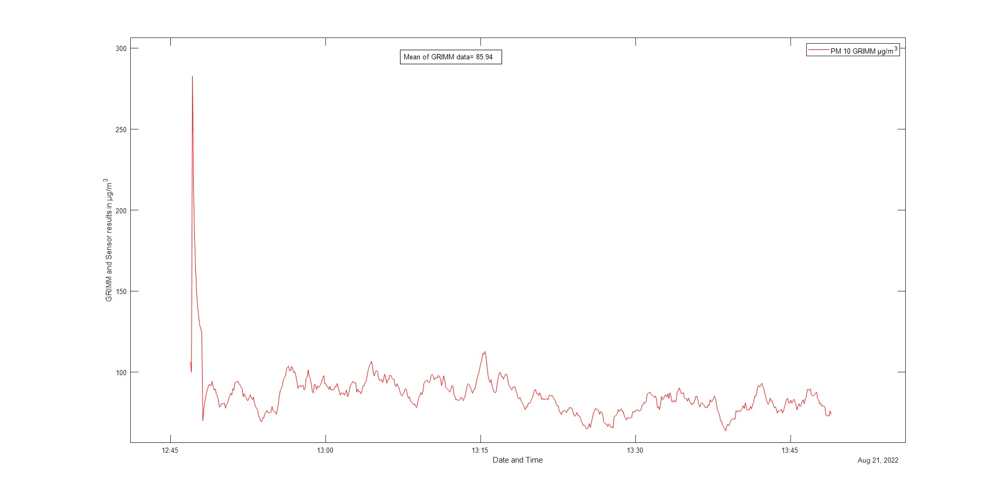 300
Mean of GRIMM data= 85.94
PM 10 GRIMM µg/m³
250
200
150
100
GRIMM and Sensor results in µg/m³
12:45 13:00 13:15 13:30 13:45
Date and Time
Aug 21, 2022